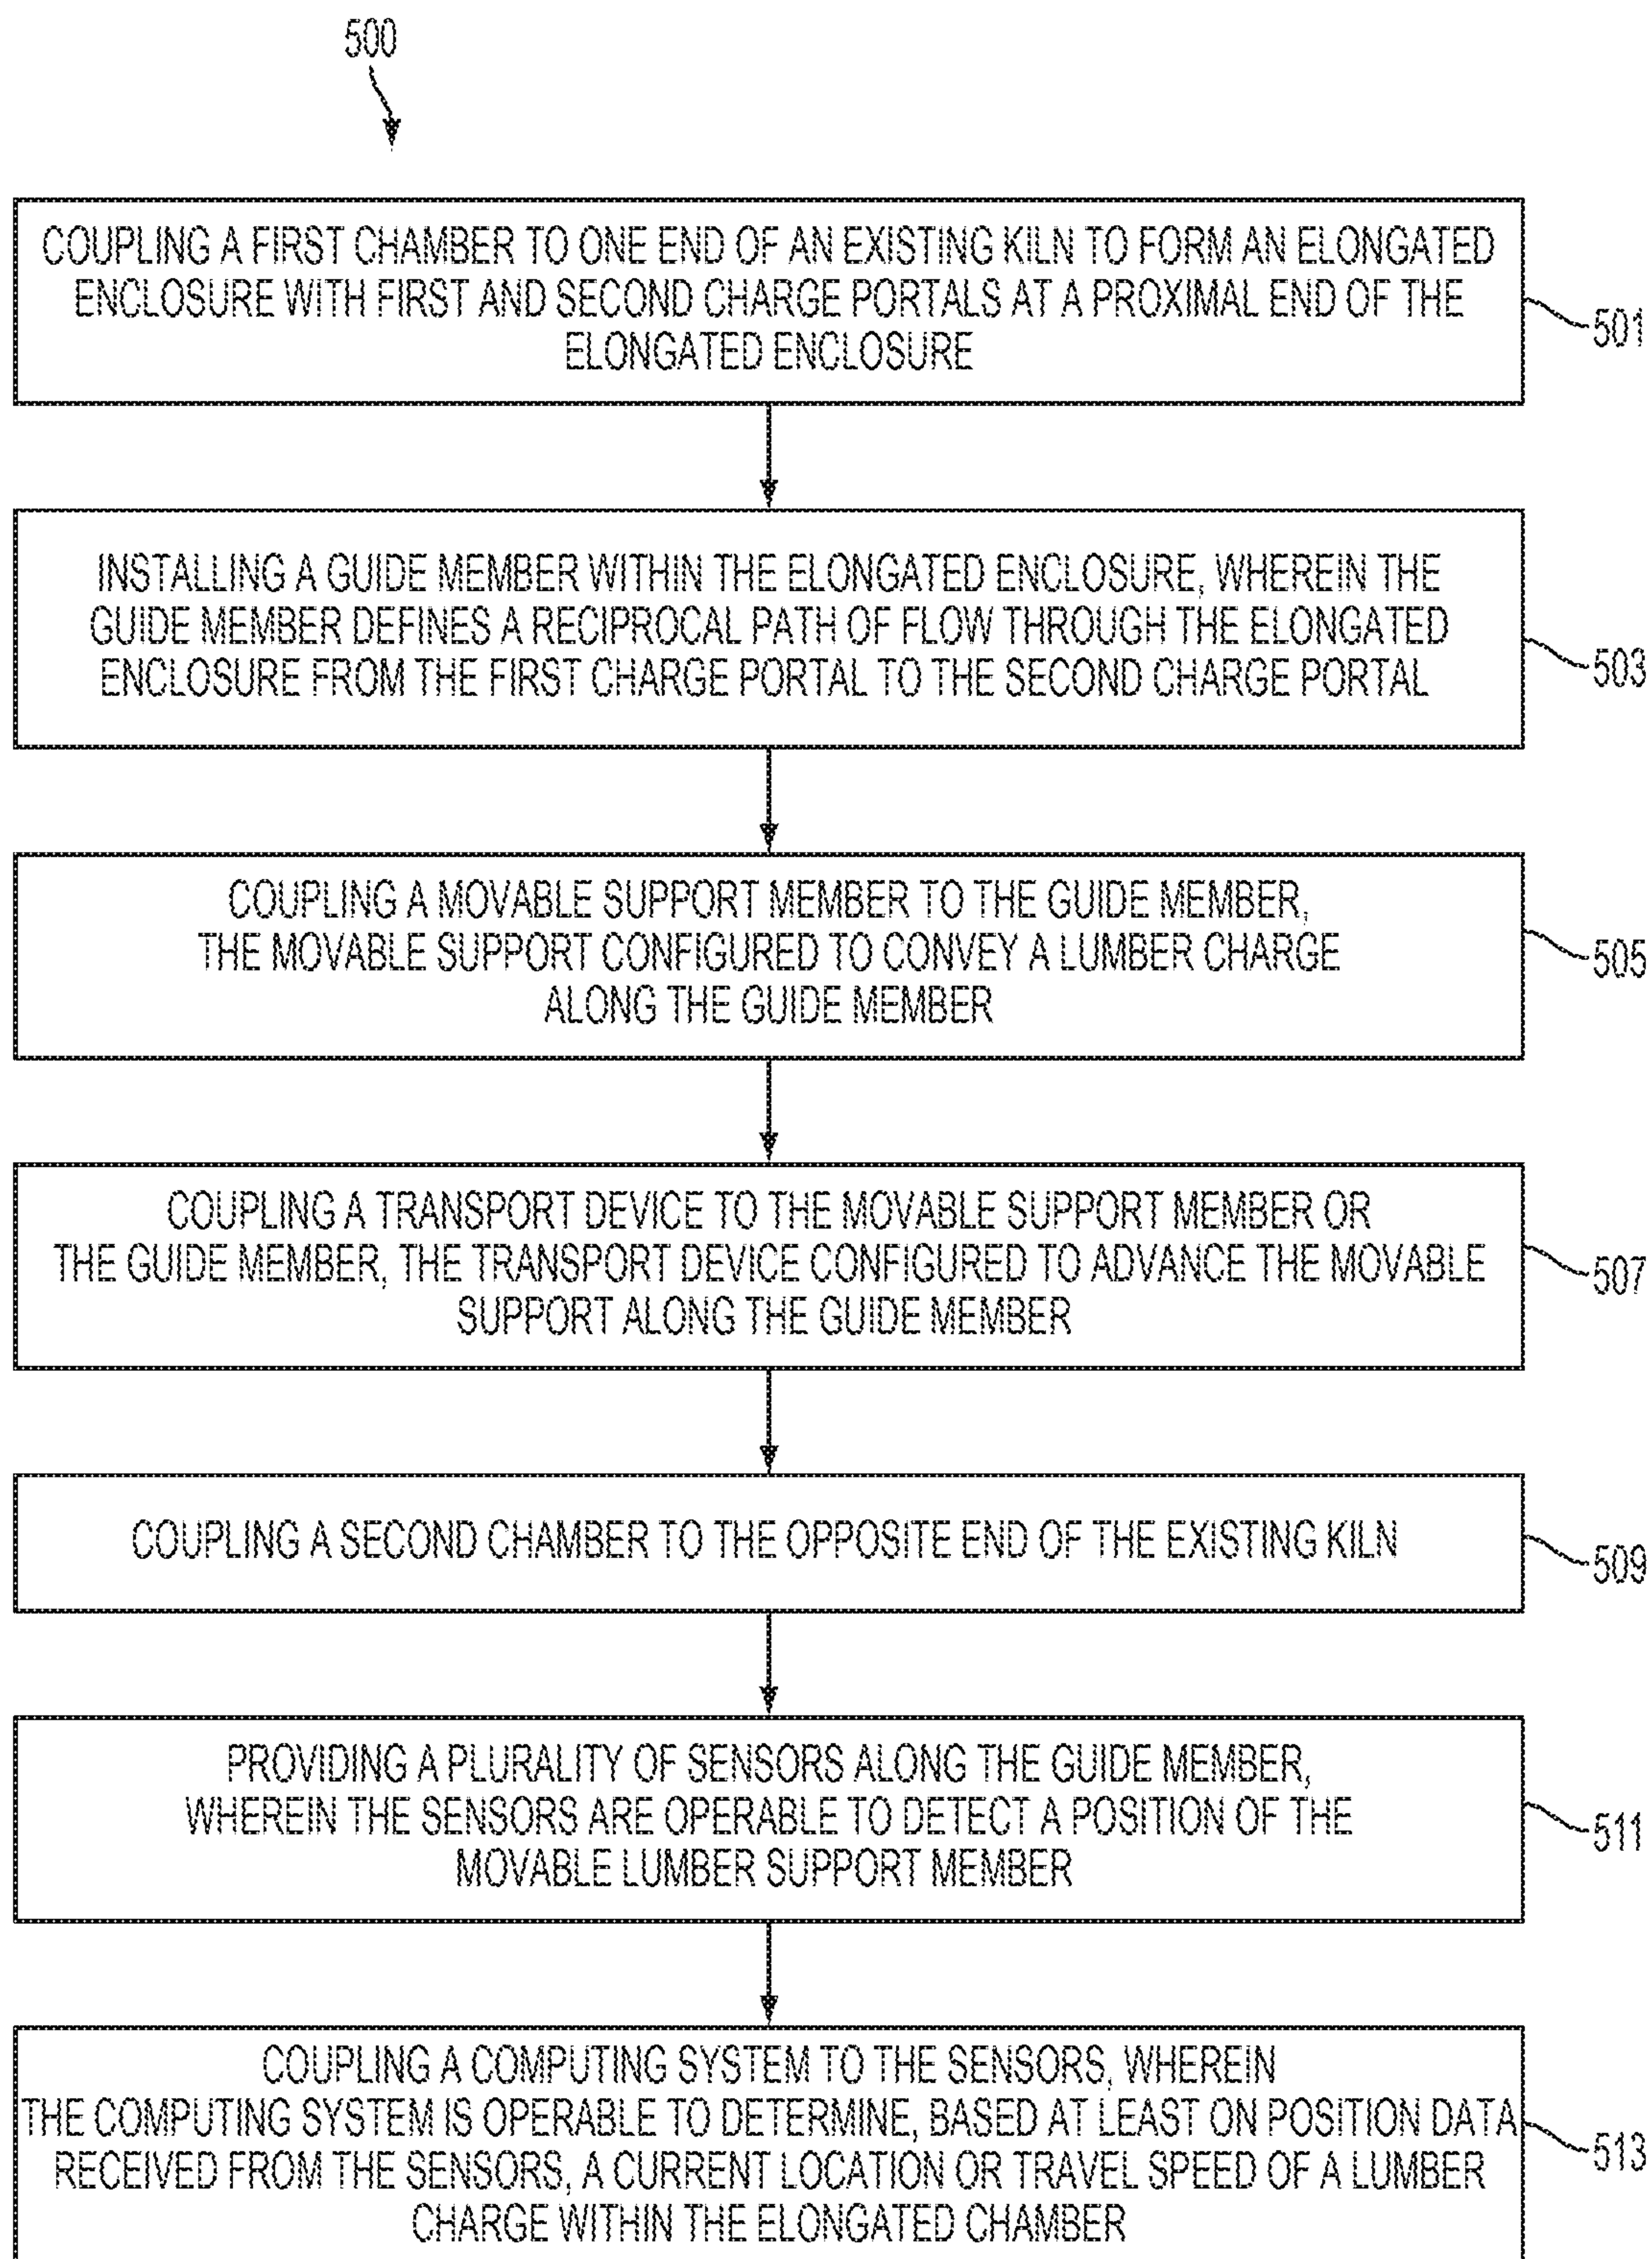 500
COUPLING A FIRST CHAMBER TO ONE END OF AN EXISTING KILN TO FORM AN ELONGATED
ENCLOSURE WITH FIRST AND SECOND CHARGE PORTALS AT A PROXIMAL END OF THE
ELONGATED ENCLOSURE
501
INSTALLING A GUIDE MEMBER WITHIN THE ELONGATED ENCLOSURE, WHEREIN THE
GUIDE MEMBER DEFINES A RECIPROCAL PATH OF FLOW THROUGH THE ELONGATED
ENCLOSURE FROM THE FIRST CHARGE PORTAL TO THE SECOND CHARGE PORTAL
503
COUPLING A MOVABLE SUPPORT MEMBER TO THE GUIDE MEMBER,
THE MOVABLE SUPPORT CONFIGURED TO CONVEY A LUMBER CHARGE
ALONG THE GUIDE MEMBER
505
COUPLING A TRANSPORT DEVICE TO THE MOVABLE SUPPORT MEMBER OR
THE GUIDE MEMBER, THE TRANSPORT DEVICE CONFIGURED TO ADVANCE THE MOVABLE
SUPPORT ALONG THE GUIDE MEMBER
507
COUPLING A SECOND CHAMBER TO THE OPPOSITE END OF THE EXISTING KILN
509
PROVIDING A PLURALITY OF SENSORS ALONG THE GUIDE MEMBER,
WHEREIN THE SENSORS ARE OPERABLE TO DETECT A POSITION OF THE
MOVABLE LUMBER SUPPORT MEMBER
511
COUPLING A COMPUTING SYSTEM TO THE SENSORS, WHEREIN
THE COMPUTING SYSTEM IS OPERABLE TO DETERMINE, BASED AT LEAST ON POSITION DATA
RECEIVED FROM THE SENSORS, A CURRENT LOCATION OR TRAVEL SPEED OF A LUMBER
CHARGE WITHIN THE ELONGATED CHAMBER
513